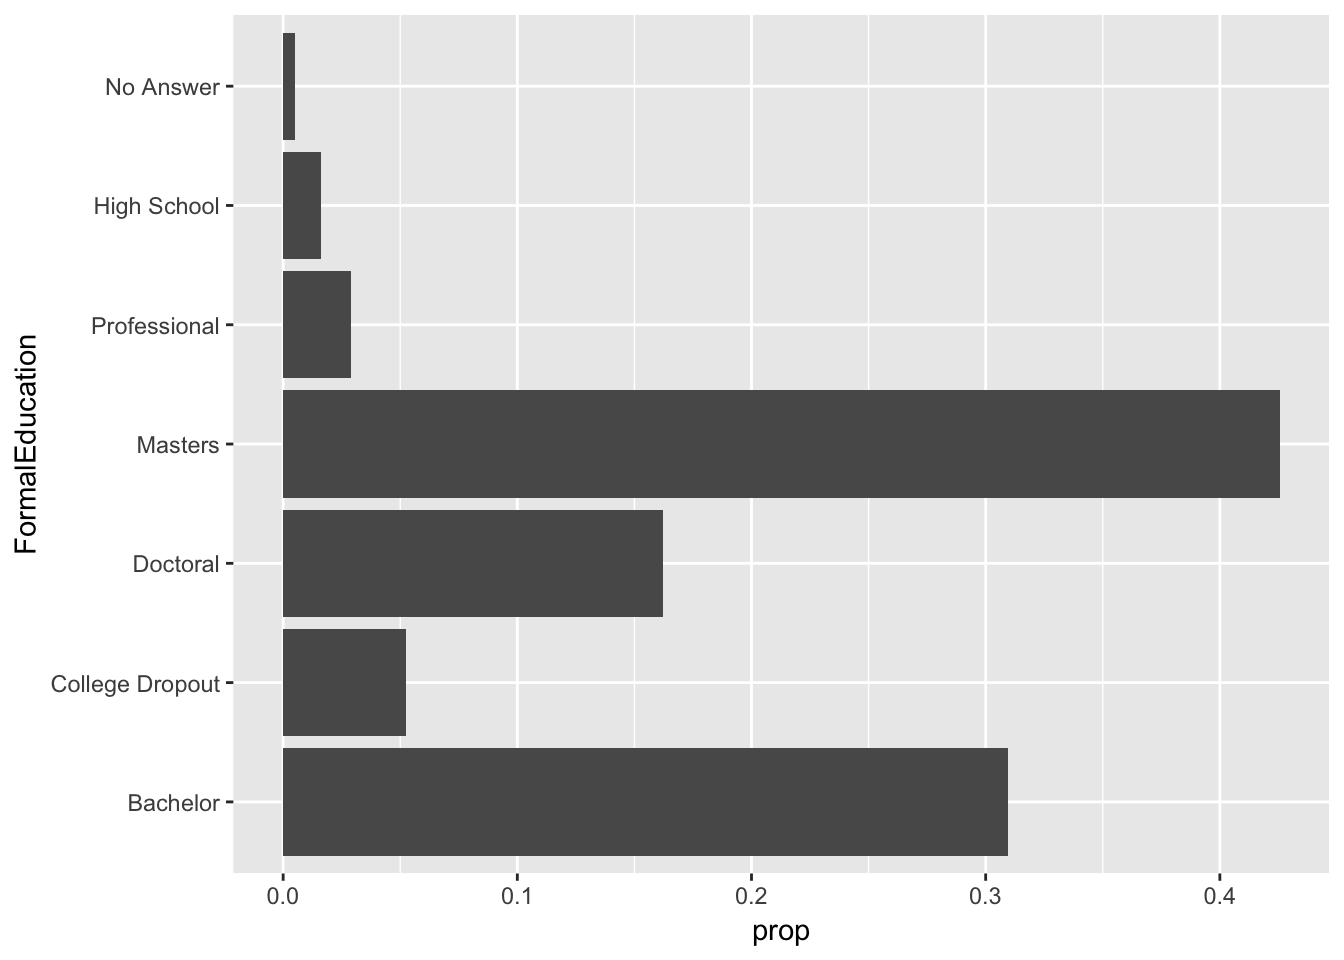 No Answer
High School
Professional
Masters
Doctoral
College Dropout
Bachelor
FormalEducation
0.0 0.1 0.2 0.3 0.4
prop